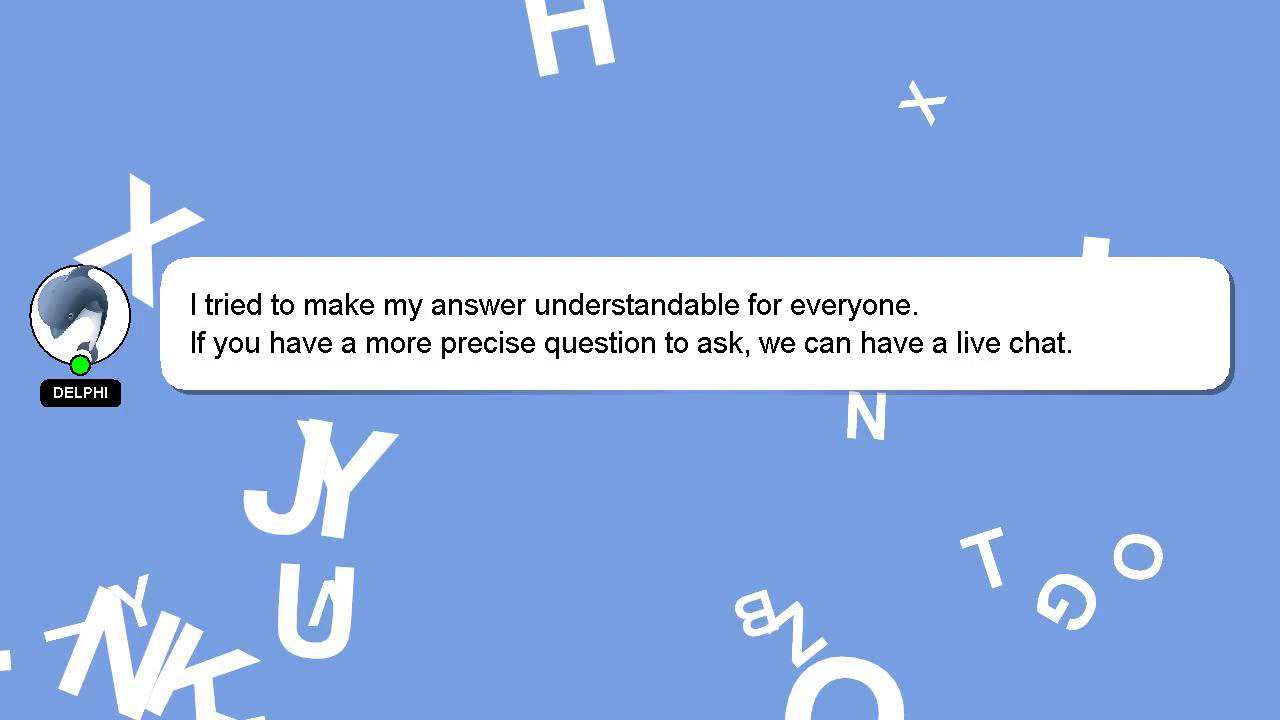 H
X
X
I tried to make my answer understandable for everyone.
If you have a more precise question to ask, we can have a live chat.
DELPHI
N
J
Y
T
O
G
U
Y
B
Z
N
K
O